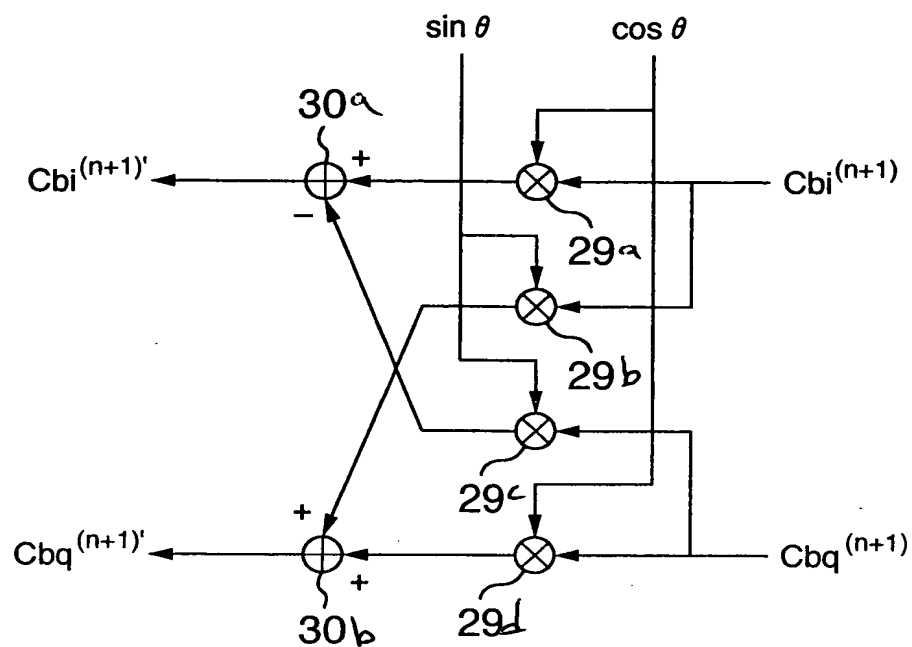 sin θ cos θ
30a
Cbi(n+1)' + Cbi(n+1)
−
29a
29b
29c
+
Cbq(n+1)' Cbq(n+1)
+
30b 29d